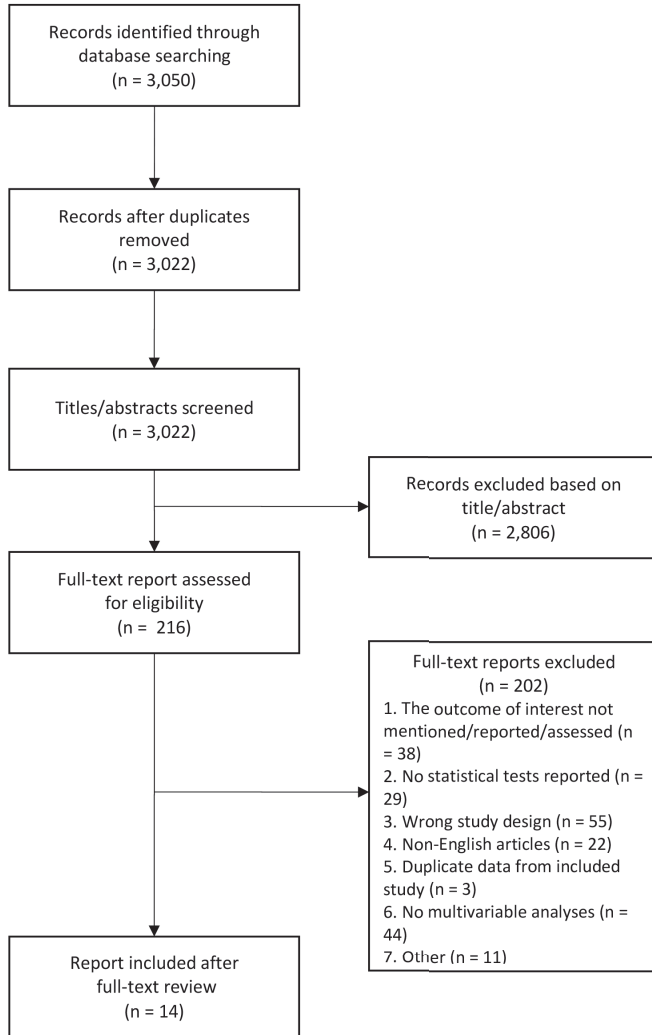 Records identified through
database searching
(n = 3,050)
Records after duplicates
removed
(n = 3,022)
Titles/abstracts screened
(n = 3,022)
Records excluded based on
title/abstract
(n = 2,806)
Full-text report assessed
for eligibility
(n = 216)
Full-text reports excluded
(n = 202)
1. The outcome of interest not
mentioned/reported/assessed (n
= 38)
2. No statistical tests reported (n =
29)
3. Wrong study design (n = 55)
4. Non-English articles (n = 22)
5. Duplicate data from included
study (n = 3)
6. No multivariable analyses (n =
44)
7. Other (n = 11)
Report included after
full-text review
(n = 14)